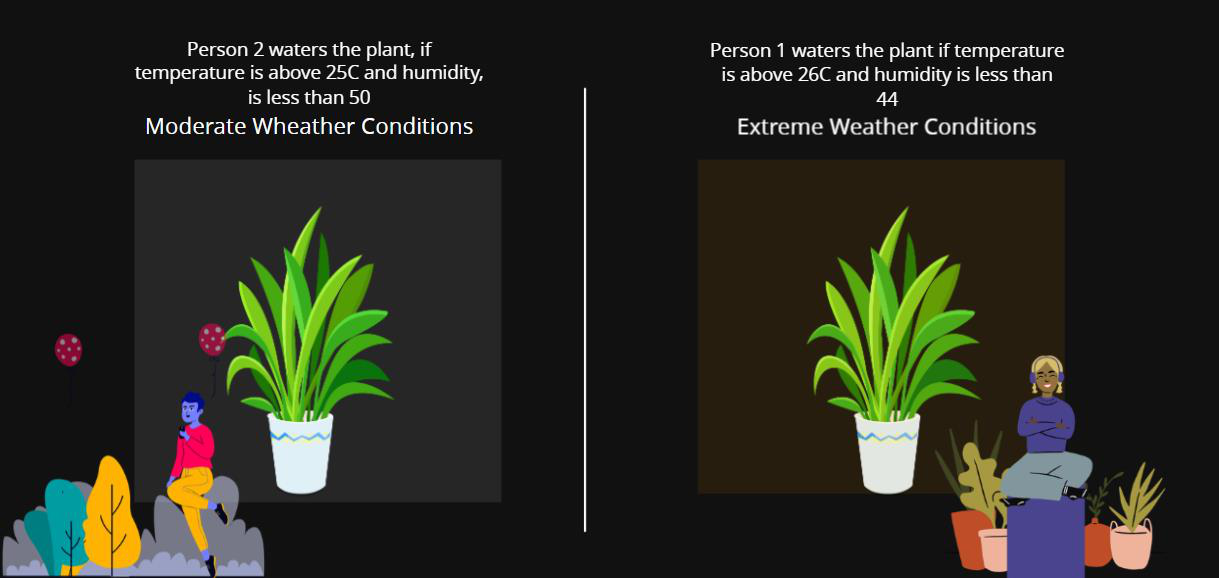 Person 2 waters the plant, if
temperature is above 25C and humidity,
is less than 50
Moderate Wheather Conditions
Person 1 waters the plant if temperature
is above 26C and humidity is less than
44
Extreme Weather Conditions